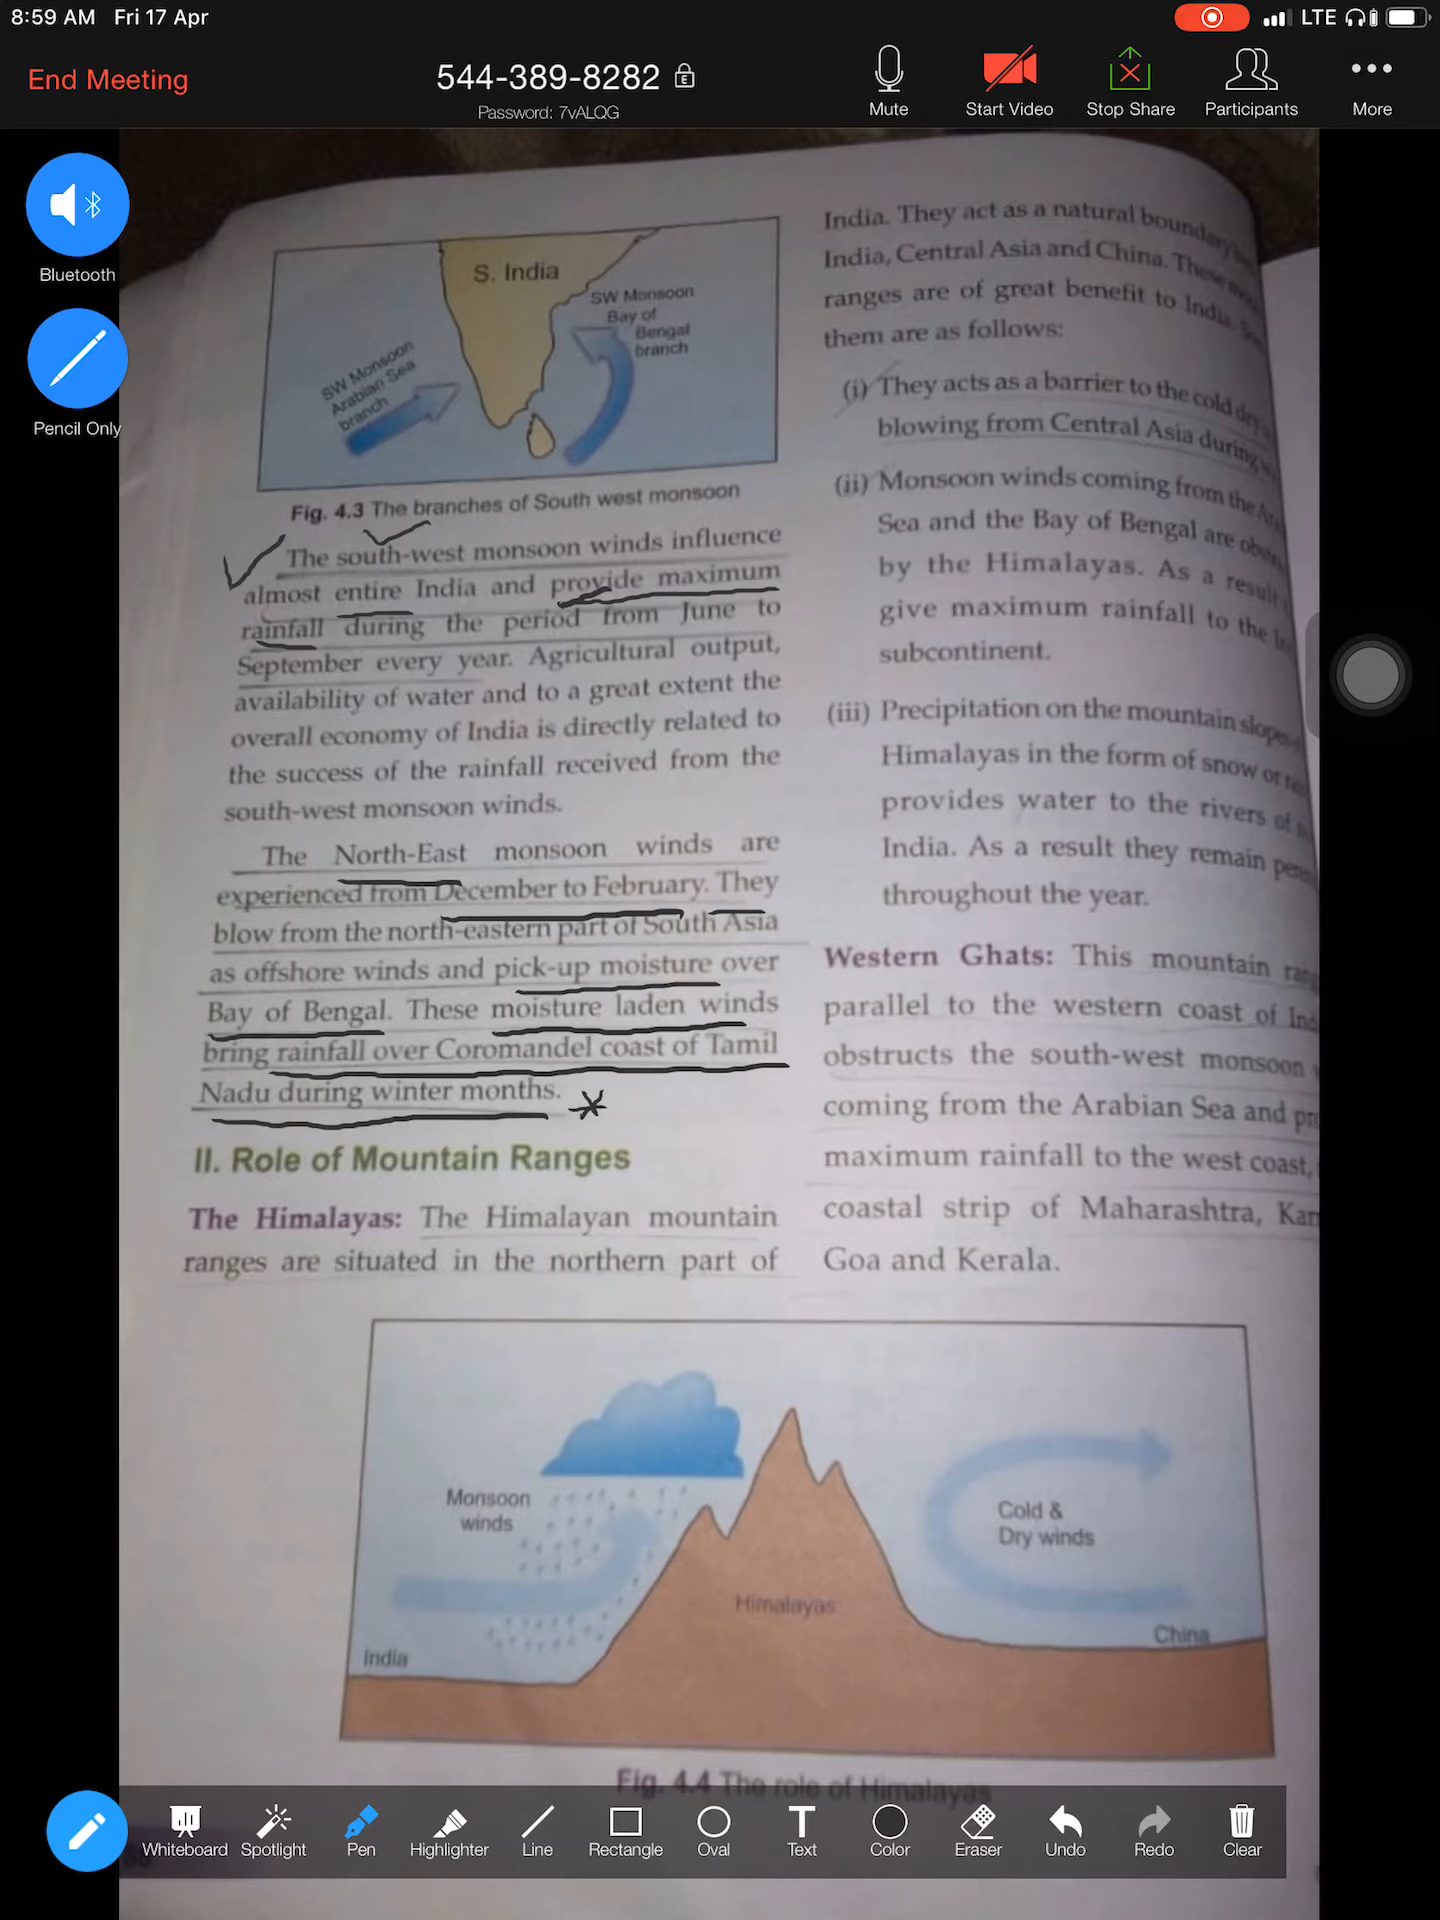 8:59 AM Fri 17 Apr
LTE
End Meeting
544-389-8282
Password: 7vALQG
Mute
Start Video
Stop Share
Participants
More
Bluetooth
Pencil Only
S. India
SW Monsoon
Bay of
Bengal
branch
SW Monsoon
Arabian Sea
branch
Fig. 4.3 The branches of South west monsoon
The south-west monsoon winds influence
almost entire India and provide maximum
rainfall during the period from June to
September every year. Agricultural output,
availability of water and to a great extent the
overall economy of India is directly related to
the success of the rainfall received from the
south-west monsoon winds.
The North-East monsoon winds are
experienced from December to February. They
blow from the north-eastern part of South Asia
as offshore winds and pick-up moisture over
Bay of Bengal. These moisture laden winds
bring rainfall over Coromandel coast of Tamil
Nadu during winter months.
II. Role of Mountain Ranges
The Himalayas: The Himalayan mountain
ranges are situated in the northern part of
India. They act as a natural boundary
India, Central Asia and China. These
ranges are of great benefit to India.
them are as follows:
(i) They acts as a barrier to the cold dry
blowing from Central Asia during
(ii) Monsoon winds coming from the
Sea and the Bay of Bengal are
by the Himalayas. As a result
give maximum rainfall to the
subcontinent.
(iii) Precipitation on the mountain
Himalayas in the form of snow or
provides water to the rivers of
India. As a result they remain
throughout the year.
Western Ghats: This mountain
parallel to the western coast of
obstructs the south-west monsoon
coming from the Arabian Sea and
maximum rainfall to the west coast,
coastal strip of Maharashtra,
Goa and Kerala.
Monsoon
winds
Cold &
Dry winds
Himalayas
India
China
Fig. 4.4 The role of Himalayas
Whiteboard
Spotlight
Pen
Highlighter
Line
Rectangle
Oval
Text
Color
Eraser
Undo
Redo
Clear